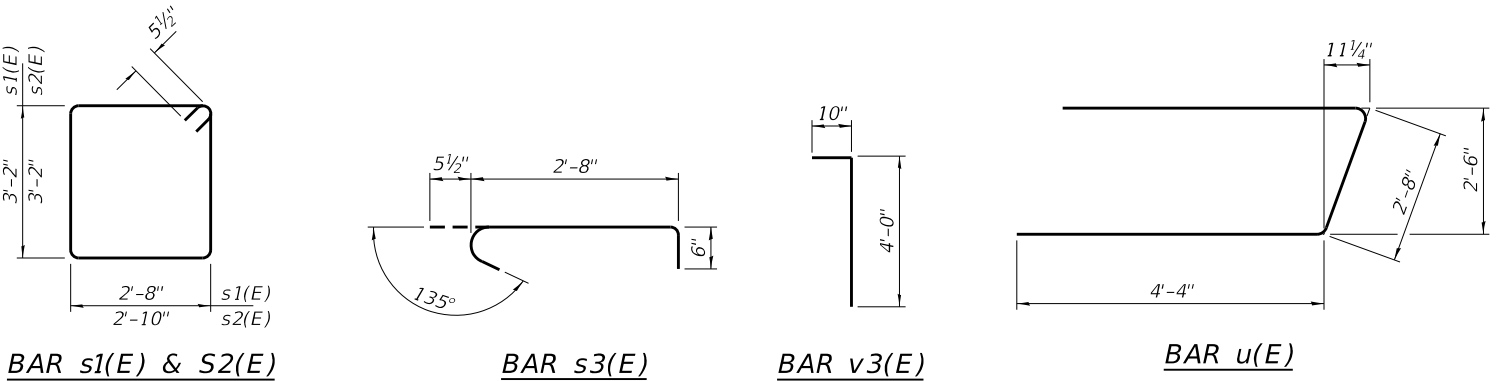 5½"
s1(E)
s2(E)
3'-2"
3'-2"
2'-8" s1(E)
2'-10" s2(E)
BAR s1(E) & S2(E)
5½" 2'-8"
6"
135°
BAR s3(E)
10"
4'-0"
BAR v3(E)
11¼"
2'-6"
2'-8"
4'-4"
BAR u(E)